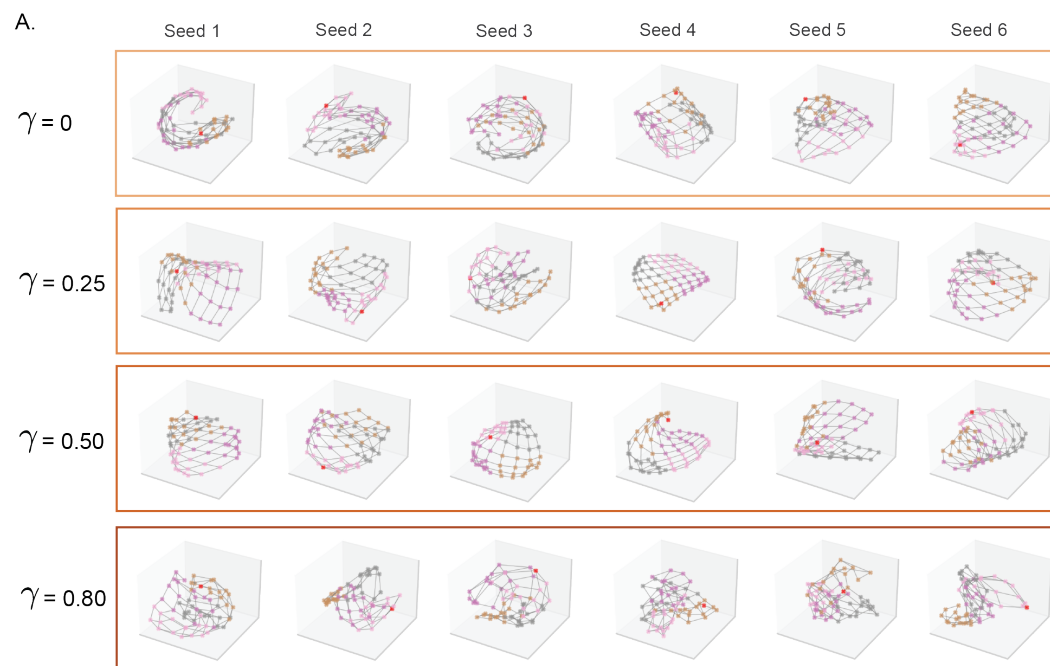 A.
Seed 1 Seed 2 Seed 3 Seed 4 Seed 5 Seed 6
γ = 0
γ = 0.25
γ = 0.50
γ = 0.80